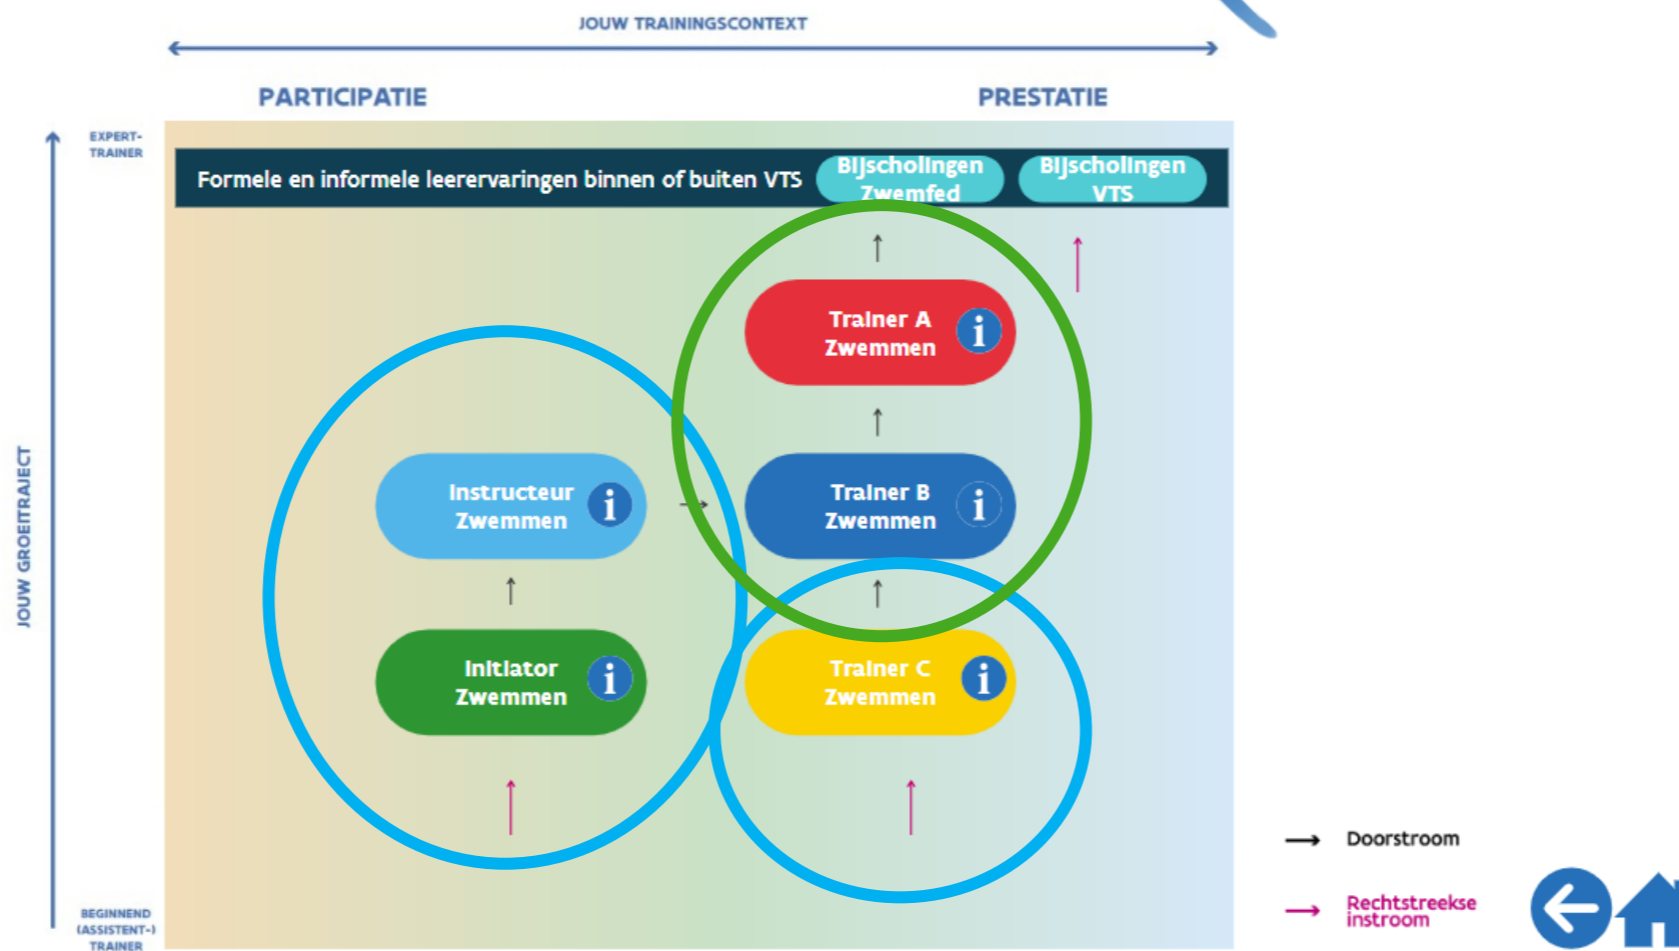 JOUW TRAININGSCONTEXT
PARTICIPATIE
PRESTATIE
EXPERT-
TRAINER
Formele en informele leerervaringen binnen of buiten VTS
Bijscholingen
Zwemfed
Bijscholingen
VTS
Trainer A
Zwemmen
Instructeur
Zwemmen
Trainer B
Zwemmen
JOUW GROEITRAJECT
Initiator
Zwemmen
Trainer C
Zwemmen
BEGINNEND
(ASSISTENT-)
TRAINER
Doorstroom
Rechtstreekse
instroom